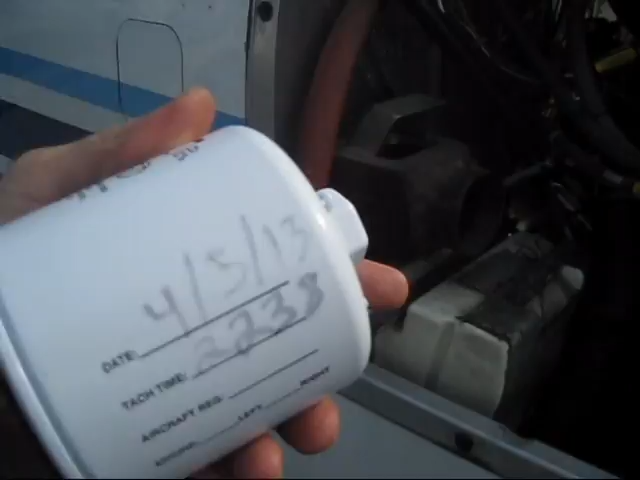 DATE: 4/5/13
TACH TIME: 2238
AIRCRAFT REG.
ENGINE: LEFT RIGHT